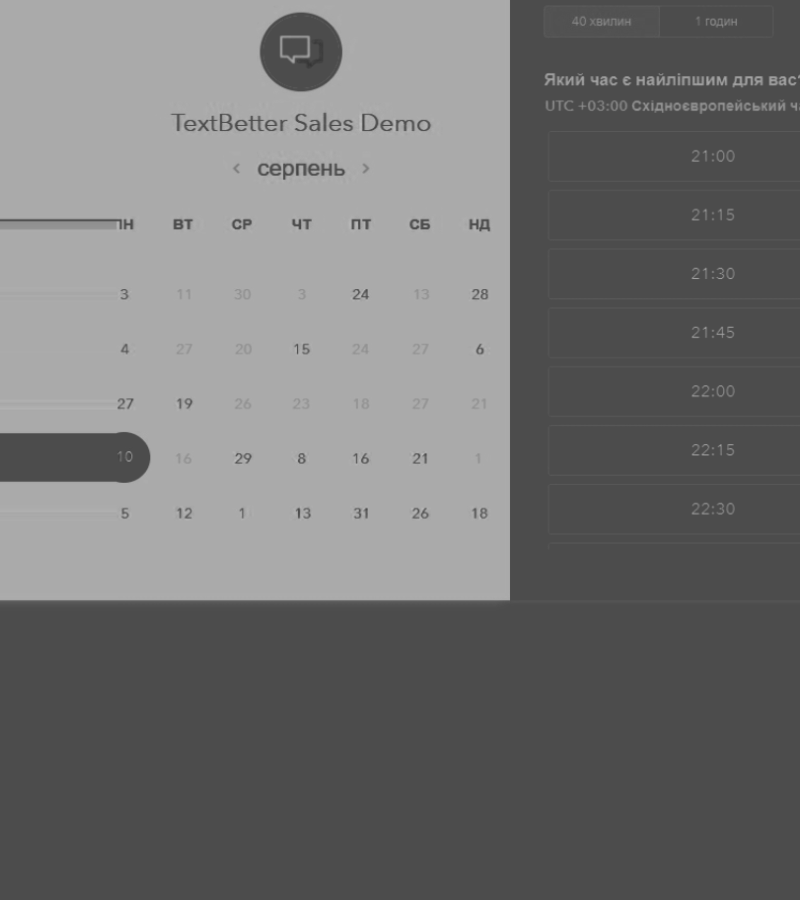 TextBetter Sales Demo
серпень
ПН ВТ СР ЧТ ПТ СБ НД
3 11 30 3 24 13 28
4 27 20 15 24 27 6
27 19 26 23 18 27 21
10 16 29 8 16 21 1
5 12 1 13 31 26 18
40 хвилин 1 годин
Який час є найліпшим для вас?
UTC +03:00 Східноєвропейський
21:00
21:15
21:30
21:45
22:00
22:15
22:30